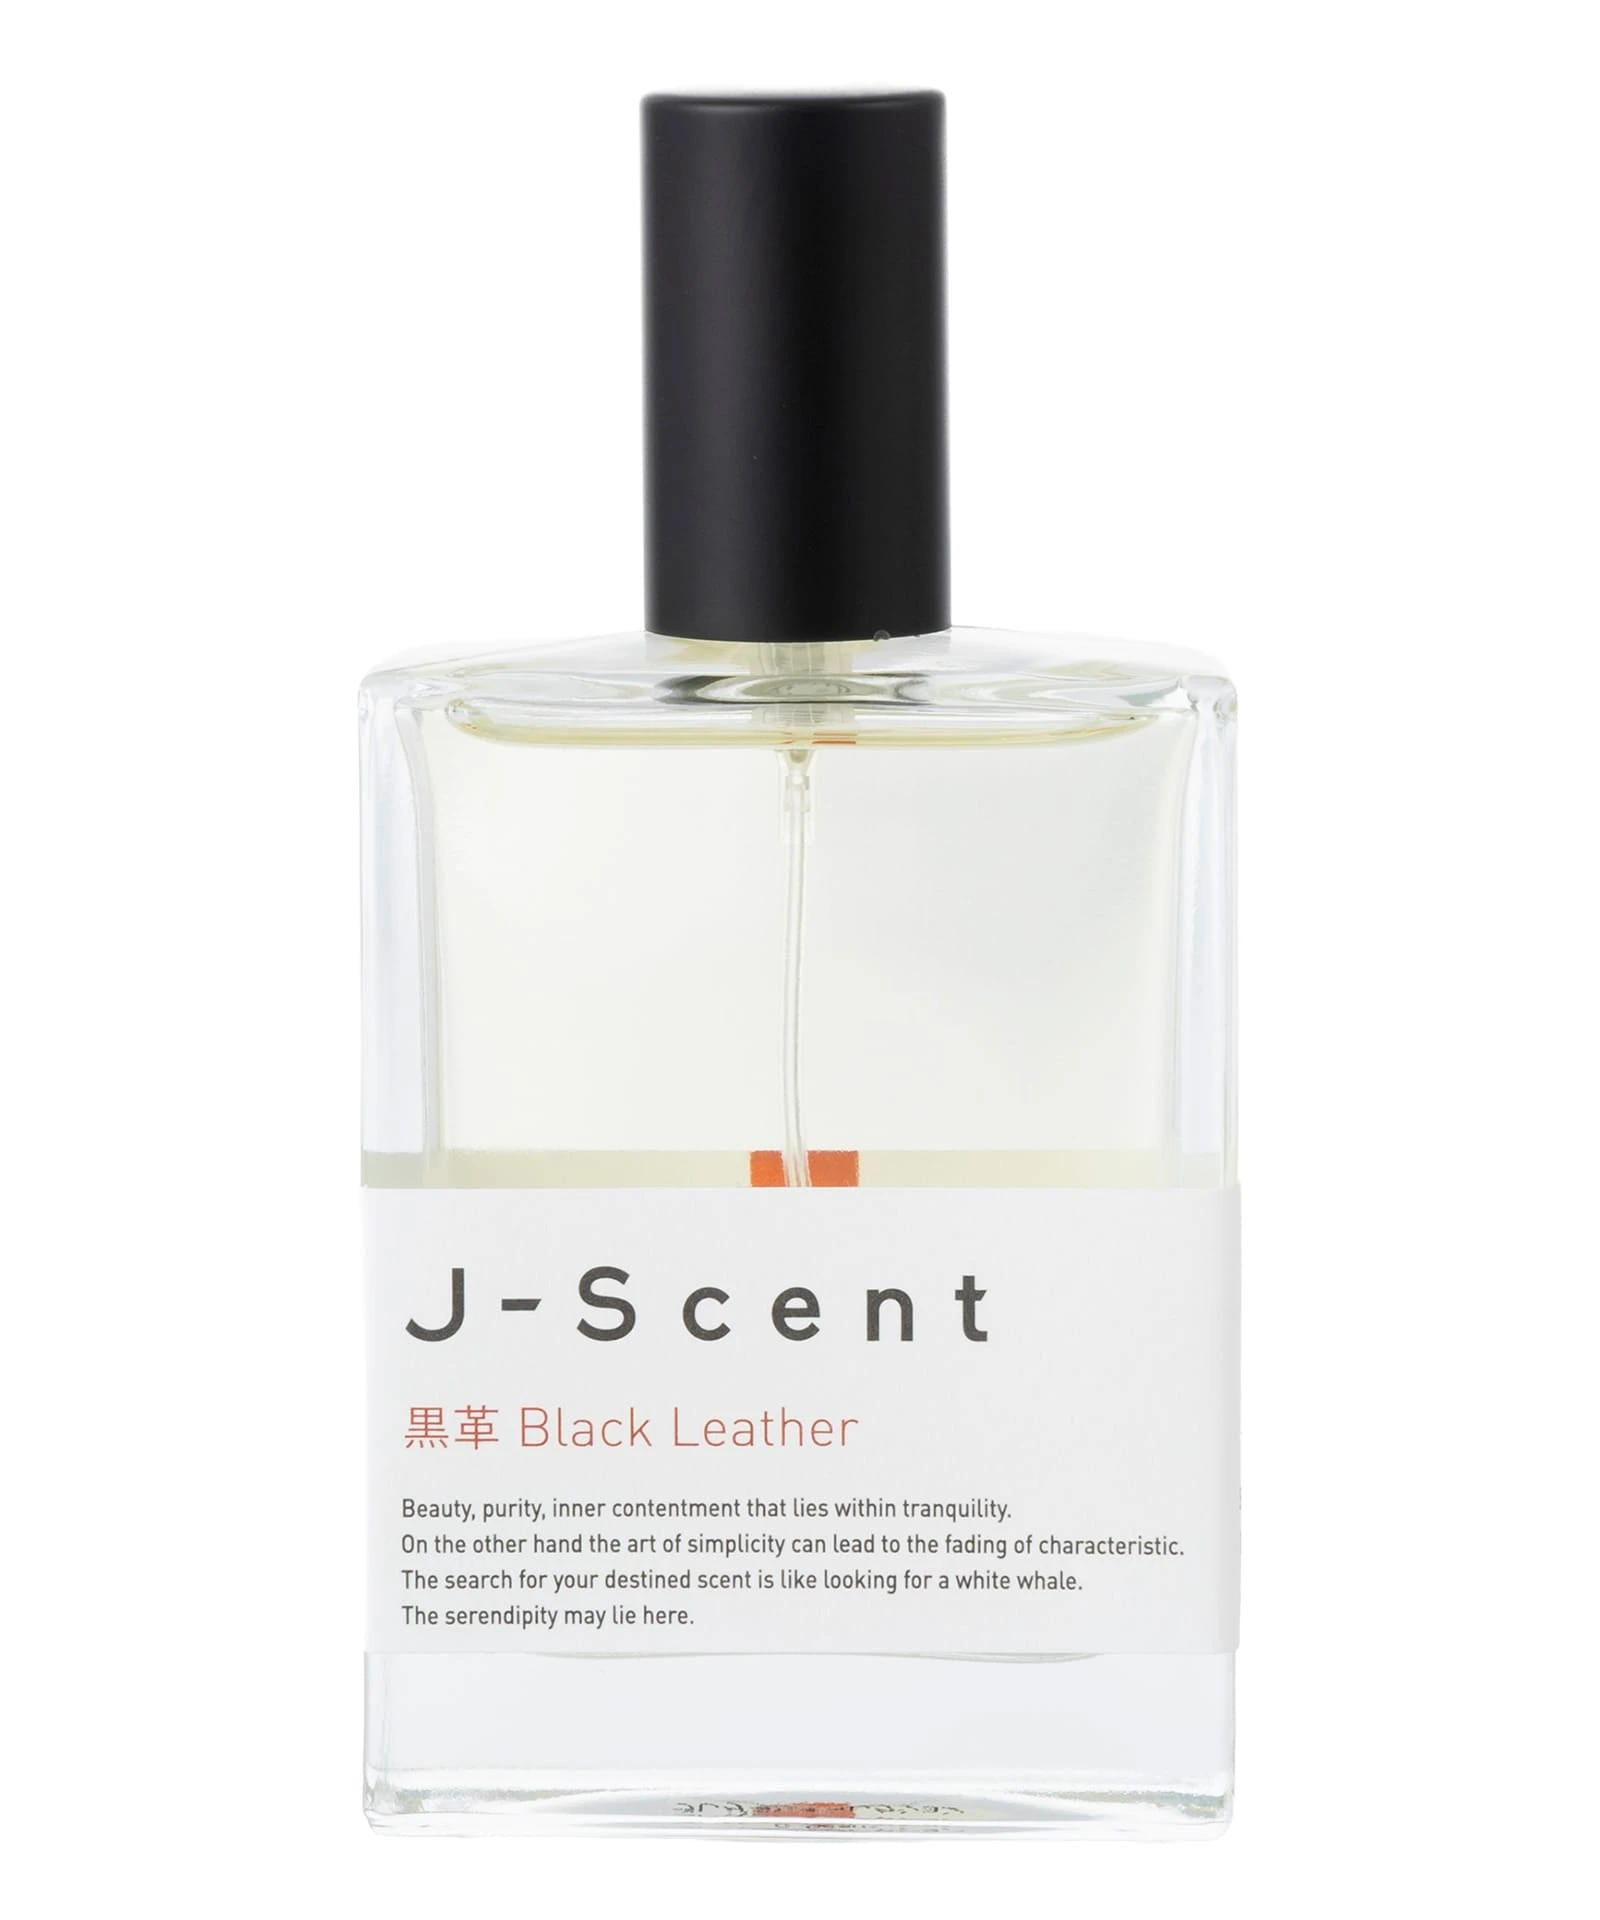 J-Scent
黒革 Black Leather
Beauty, purity, inner contentment that lies within tranquility.
On the other hand the art of simplicity can lead to the fading of characteristic.
The search for your destined scent is like looking for a white whale.
The serendipity may lie here.